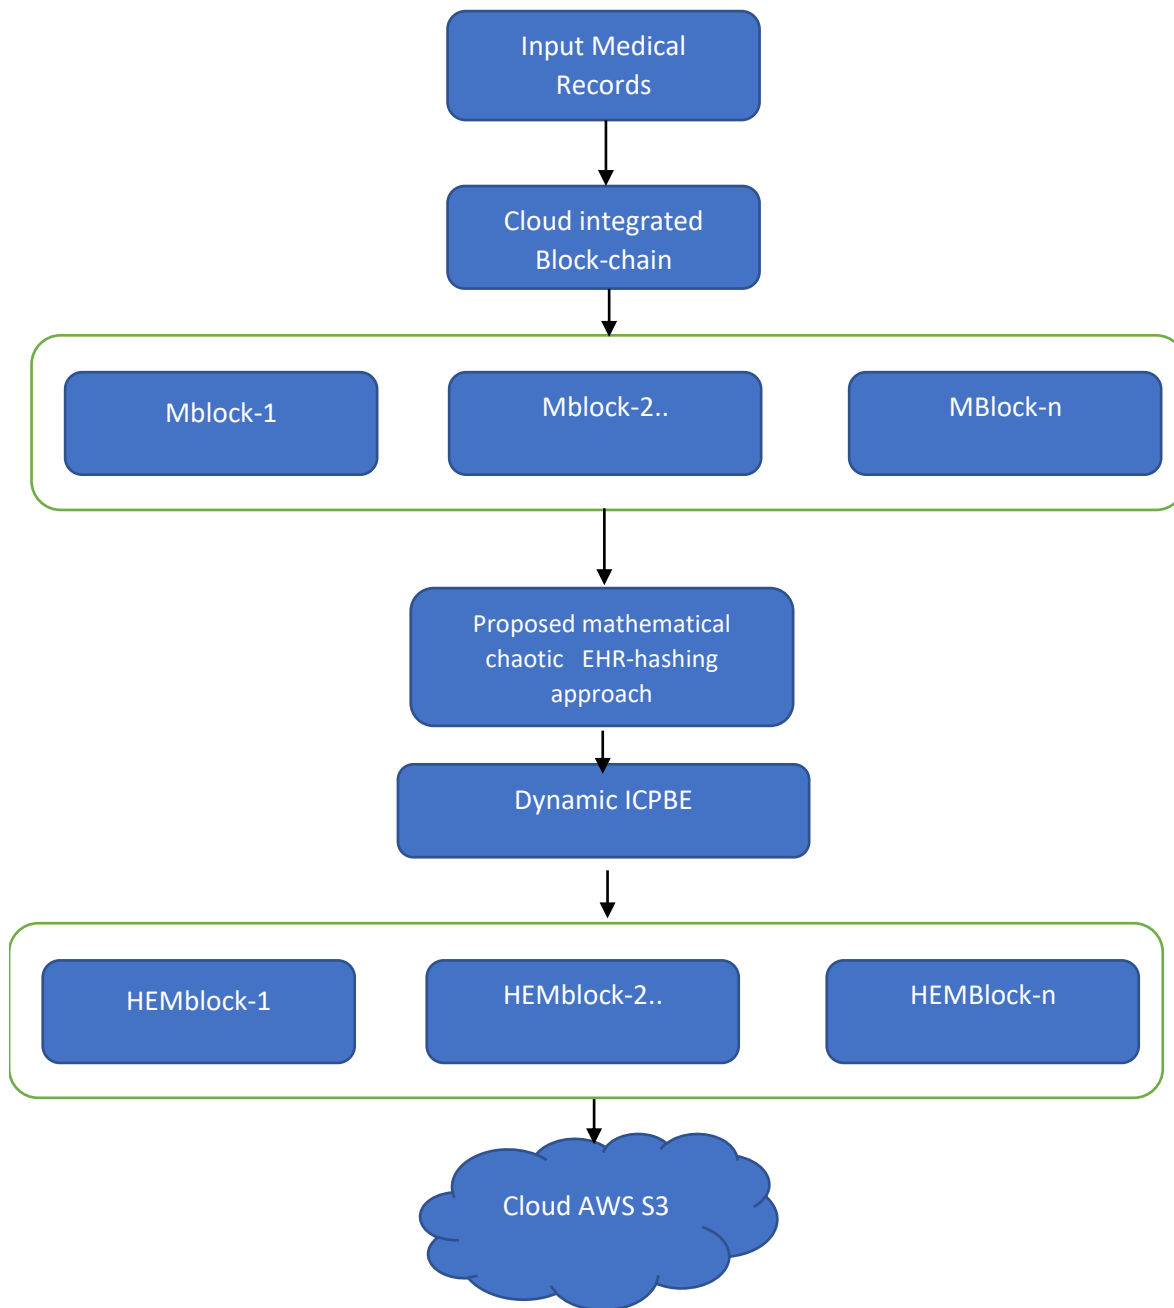 Input Medical
Records
Cloud integrated
Block-chain
Mblock-1
Mblock-2..
MBlock-n
Proposed mathematical
chaotic EHR-hashing
approach
Dynamic ICPBE
HEMblock-1
HEMblock-2..
HEMBlock-n
Cloud AWS S3